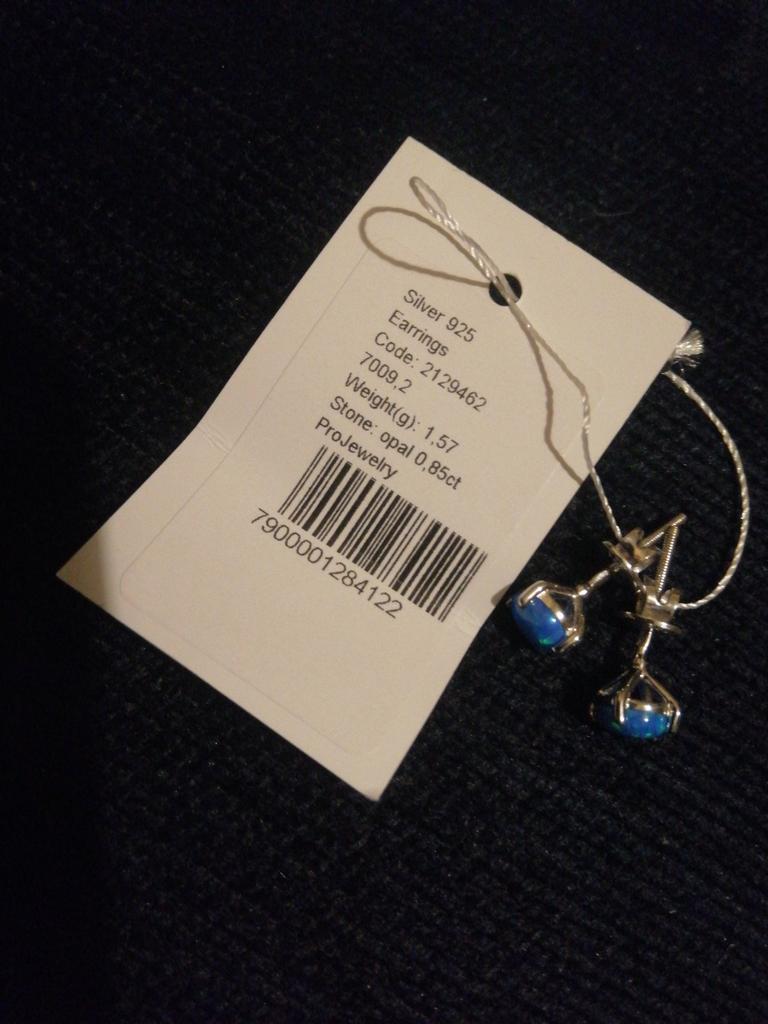 Silver 925
Earrings
Code: 2129462
7009,2
Weight(g): 1,57
Stone: opal 0,85ct
ProJewelry
7900001284122